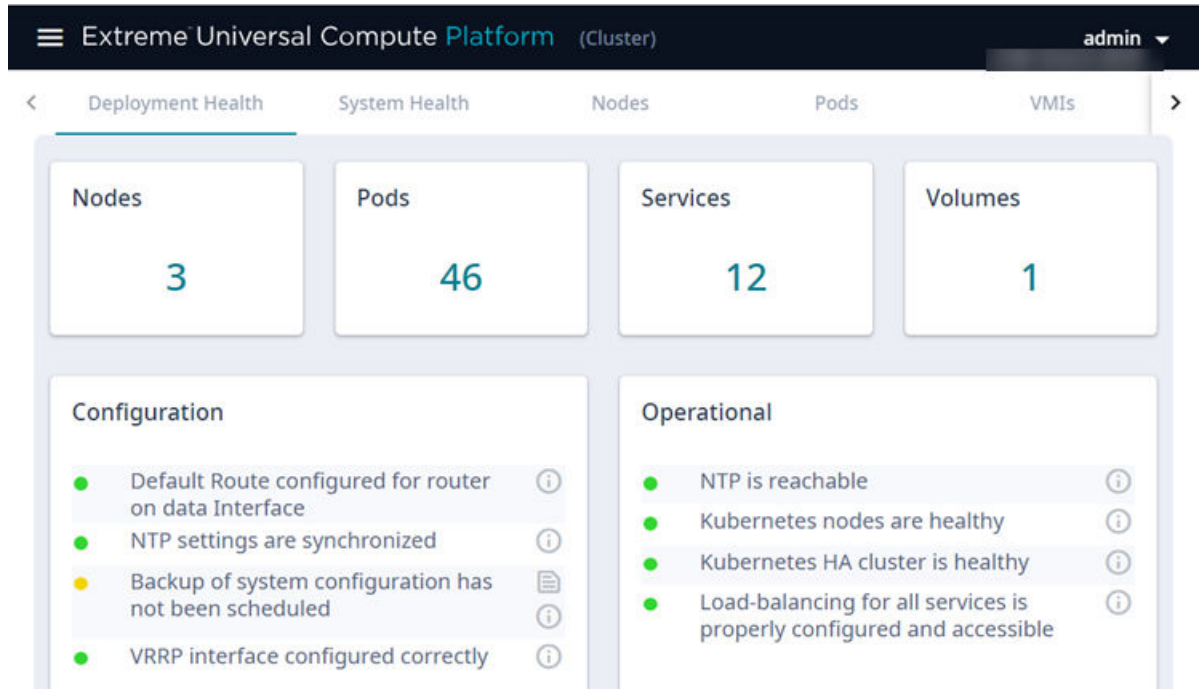 Extreme™ Universal Compute Platform (Cluster)
admin
Deployment Health
System Health
Nodes
Pods
VMIs
Nodes
Pods
Services
Volumes
3
46
12
1
Configuration
Default Route configured for router
on data Interface
NTP settings are synchronized
Backup of system configuration has
not been scheduled
VRRP interface configured correctly
Operational
NTP is reachable
Kubernetes nodes are healthy
Kubernetes HA cluster is healthy
Load-balancing for all services is
properly configured and accessible